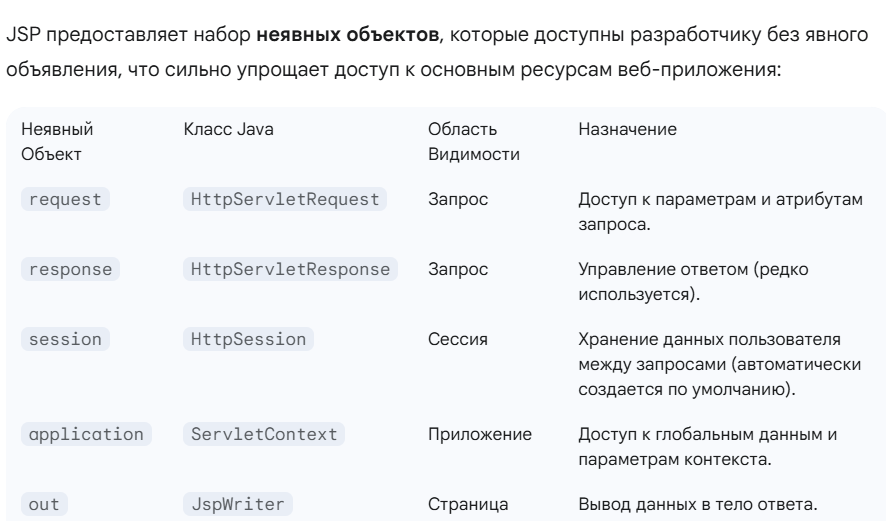 JSP предоставляет набор неявных объектов, которые доступны разработчику без явного
объявления, что сильно упрощает доступ к основным ресурсам веб-приложения:
Неявный Объект Класс Java Область Видимости Назначение
request HttpServletRequest Запрос Доступ к параметрам и атрибутам
запроса.
response HttpServletResponse Запрос Управление ответом (редко
используется).
session HttpSession Сессия Хранение данных пользователя
между запросами (автоматически
создается по умолчанию).
application ServletContext Приложение Доступ к глобальным данным и
параметрам контекста.
out JspWriter Страница Вывод данных в тело ответа.